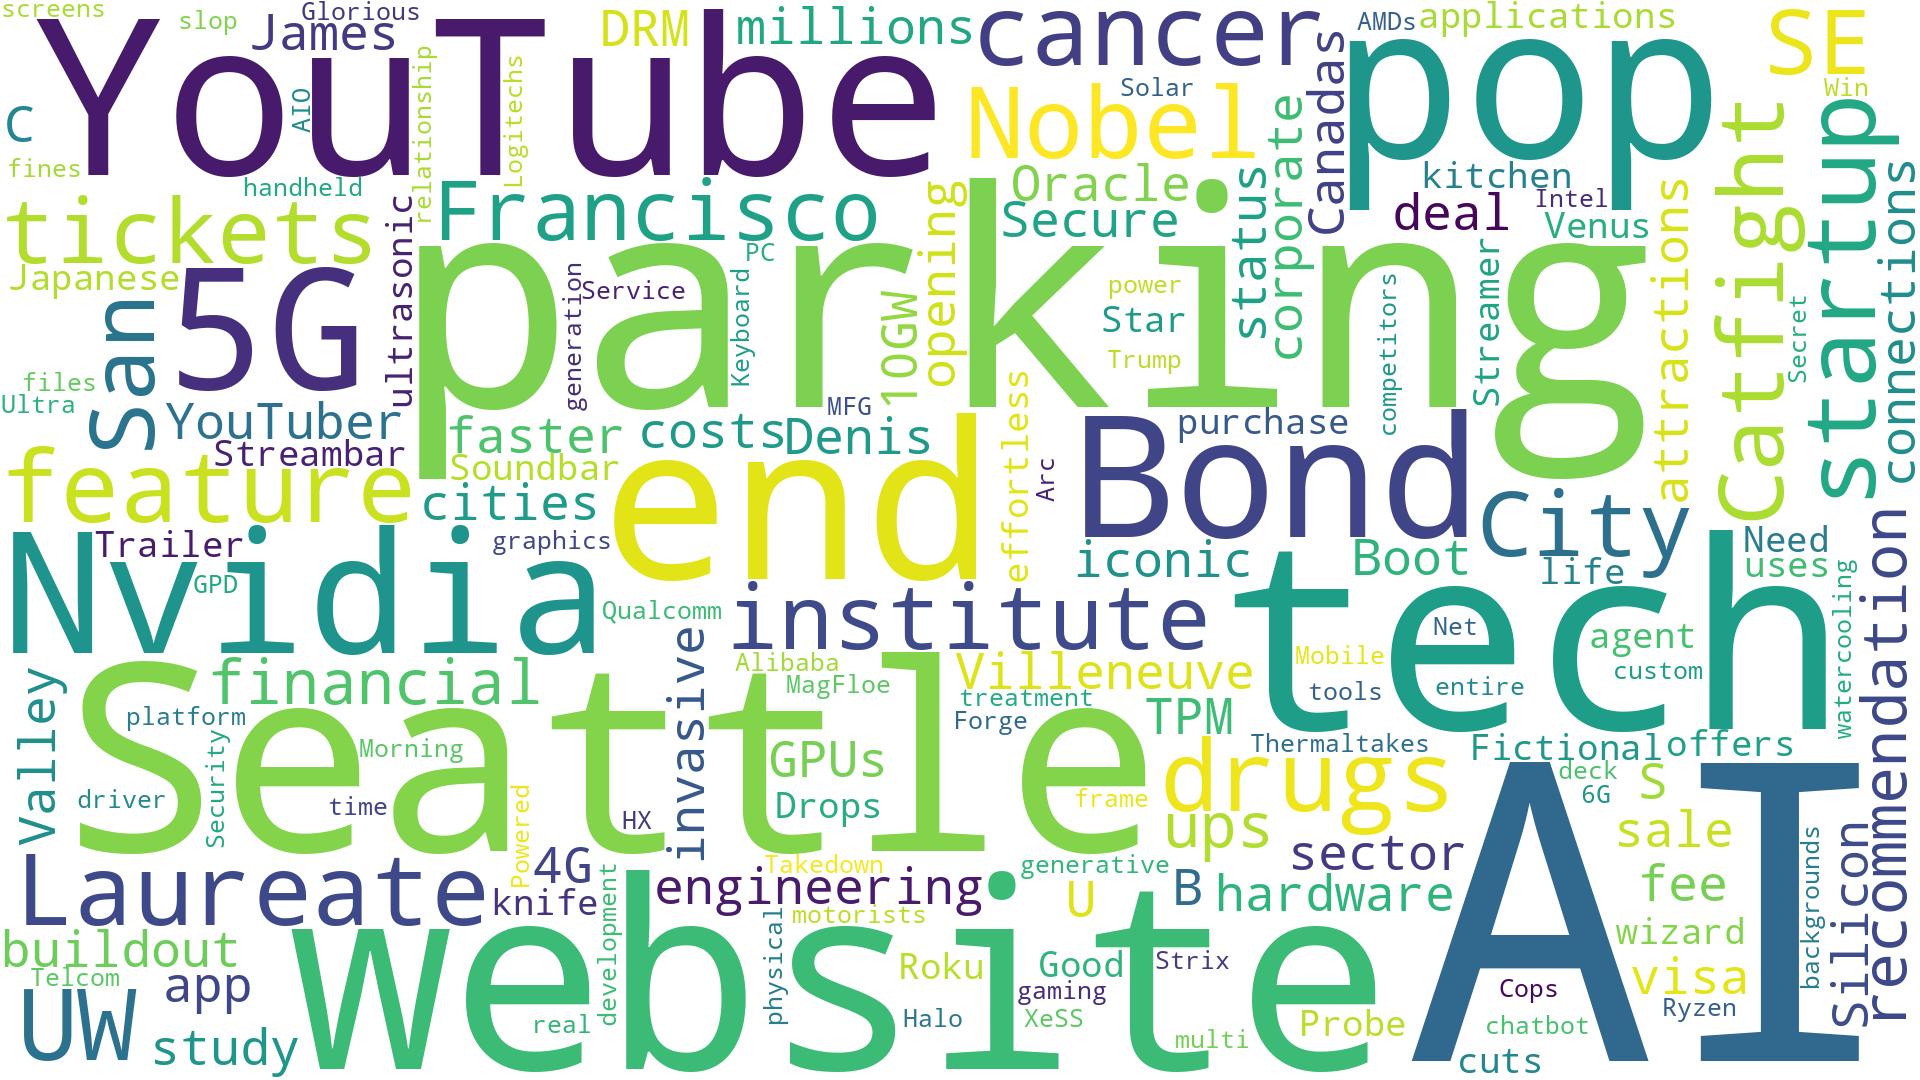 screens
slop
Glorious
James
YouTube
DRM
millions
cancer
AMDs
applications
SE
pop
Solar
Win
C
AIO
relationship
Logitechs
Nobel
corporate
Canadas
Catfight
startup
fines
handheld
tickets
ultrasonic
Francisco
opening
Oracle
Secure
status
kitchen
Intel
deal
Venus
attractions
connections
Japanese
San
5G
parking
generation
Service
PC
Keyboard
10GW
power
Star
Trump
competitors
Streamer
Secret
files
Ultra
YouTuber
Streambar
faster
Soundbar
costs
Denis
MFG
effortless
Arc
purchase
Bond
feature
cities
end
City
Trailer
graphics
iconic
Boot
life
Need
uses
recommendation
Nvidia
GPD
Qualcomm
institute
tech
Net
agent
custom
watercooling
Valley
financial
invasive
Alibaba
MagFloe
Villeneuve
treatment
Forge
TPM
Mobile
tools
entire
platform
Seattle
Security
Morning
GPUs
Drops
drugs
Thermaltakes
Fictional
offers
deck
6G
S
driver
time
Powered
HX
frame
ups
AI
sale
Silicon
backgrounds
Laureate
4G
knife
development
Takedown
engineering
generative
U
B
sector
hardware
fee
wizard
buildout
Telcom
app
Website
physical
motorists
Roku
Good
gaming
Strix
visa
Cops
Ryzen
UW
study
real
Halo
XeSS
multi
Probe
chatbot
cuts